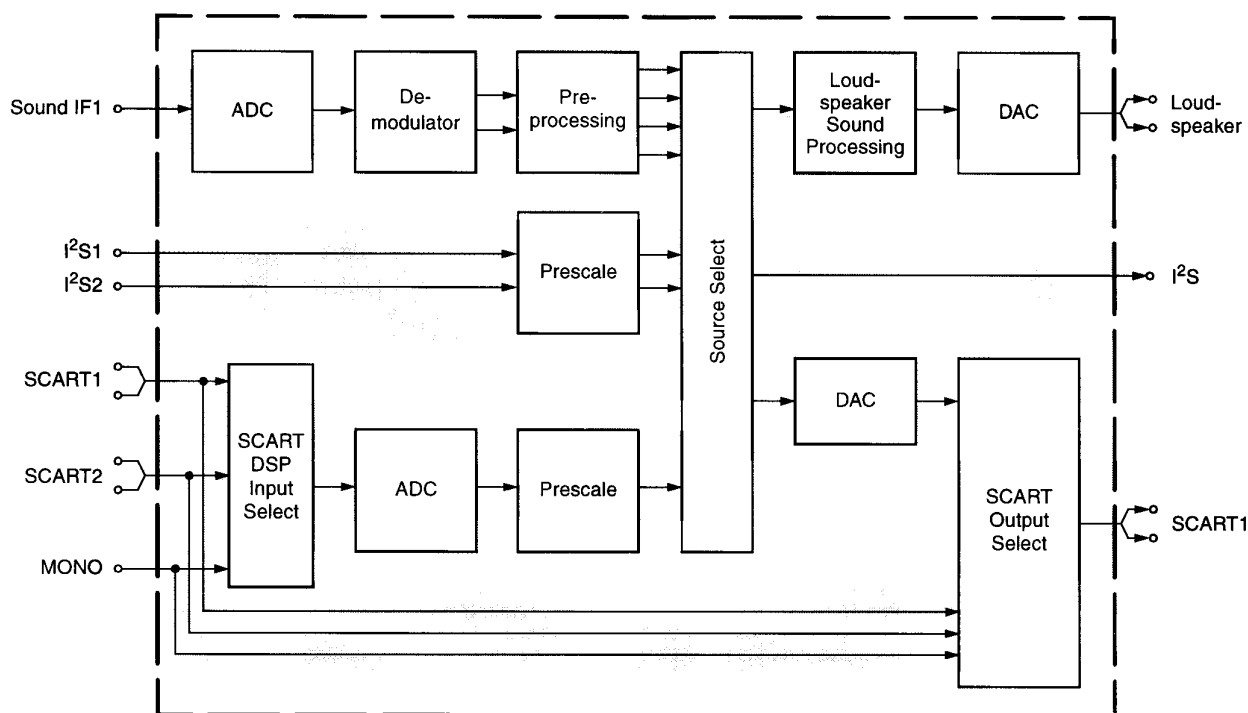 Sound IF1
ADC
De-
modulator
Pre-
processing
Loud-
speaker
Sound
Processing
DAC
Loud-
speaker
I²S1
I²S2
Prescale
Source Select
I²S
SCART1
SCART2
MONO
SCART
DSP
Input
Select
ADC
Prescale
DAC
SCART
Output
Select
SCART1